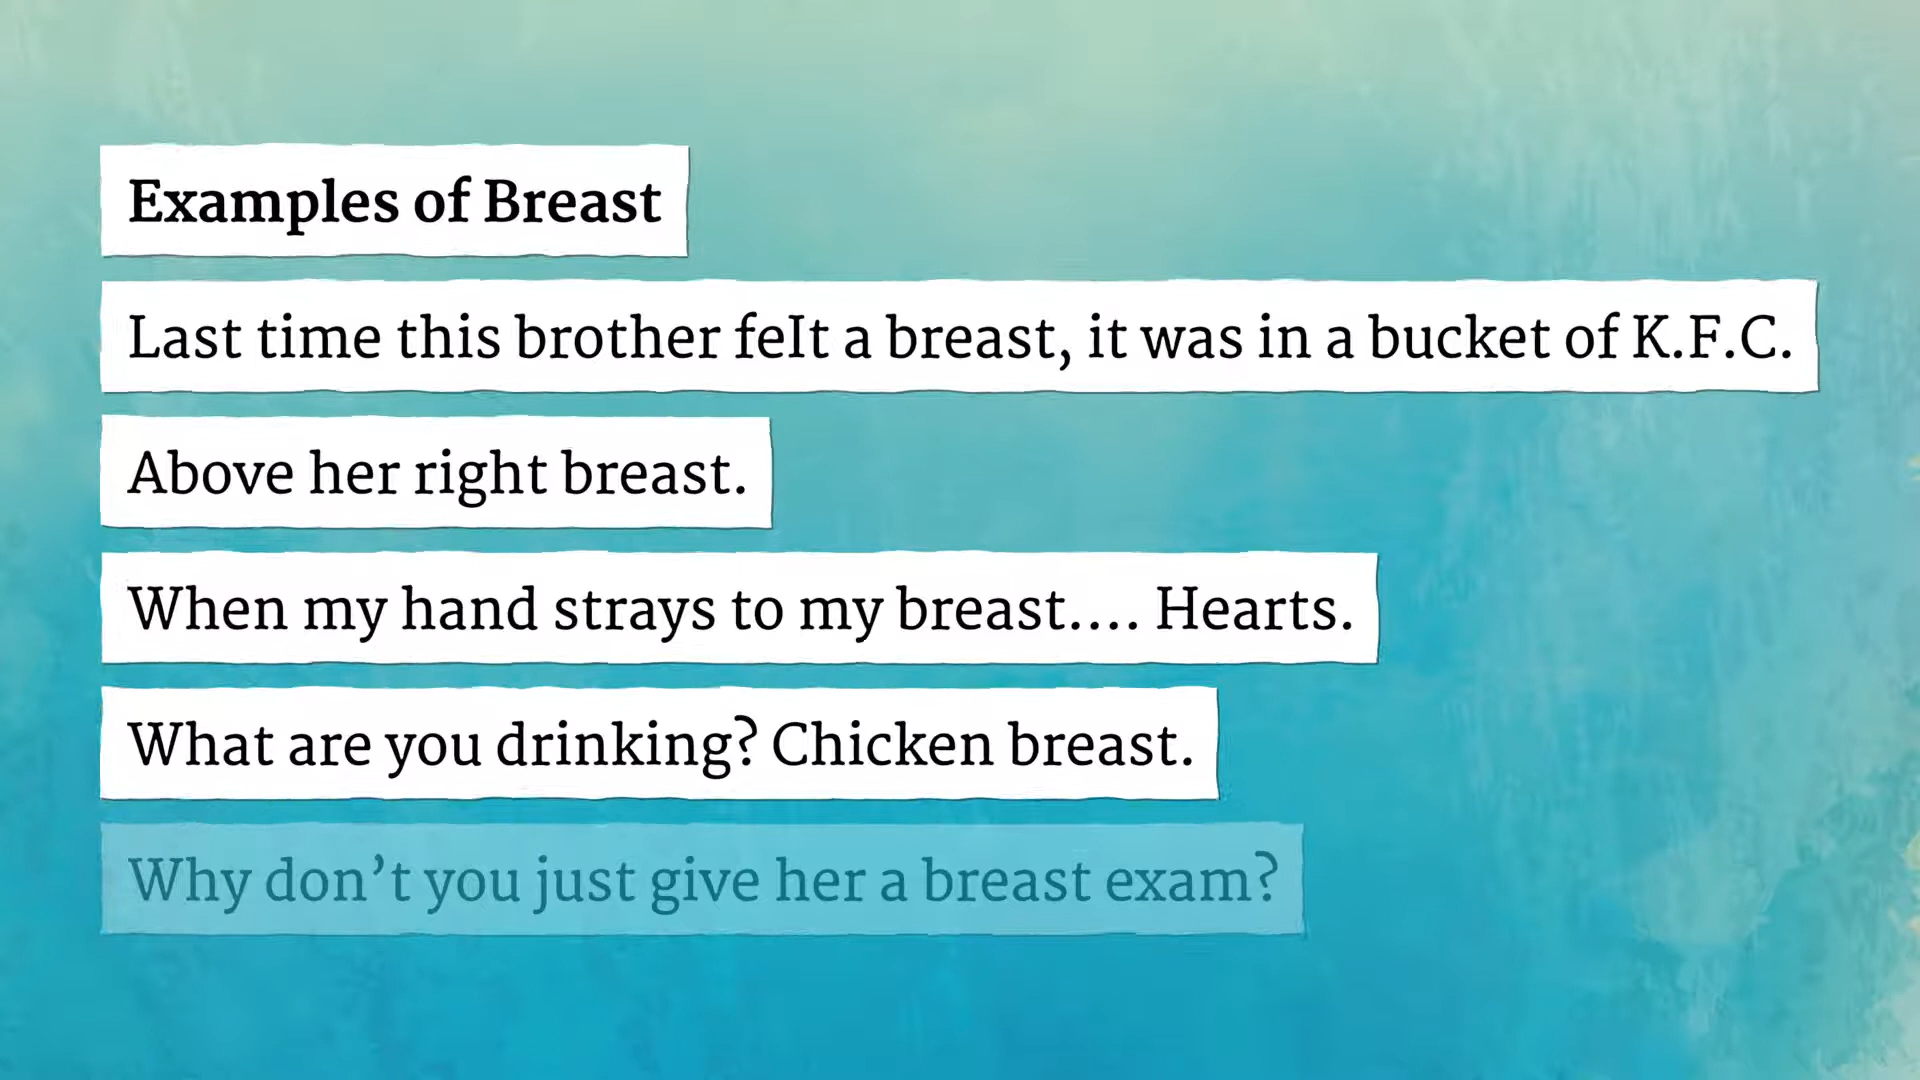 Examples of Breast
Last time this brother feIt a breast, it was in a bucket of K.F.C.
Above her right breast.
When my hand strays to my breast.... Hearts.
What are you drinking? Chicken breast.
Why don’t you just give her a breast exam?